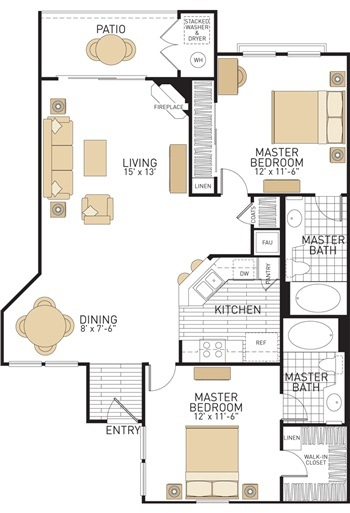 PATIO
STACKED
WASHER
&
DRYER
WH
FIREPLACE
LIVING
15' x 13'
MASTER
BEDROOM
12' x 11'-6"
LINEN
COATS
FAU
MASTER
BATH
DW
PANTRY
KITCHEN
DINING
8' x 7'-6"
REF
MASTER
BATH
MASTER
BEDROOM
12' x 11'-6"
ENTRY
LINEN
WALK-IN
CLOSET